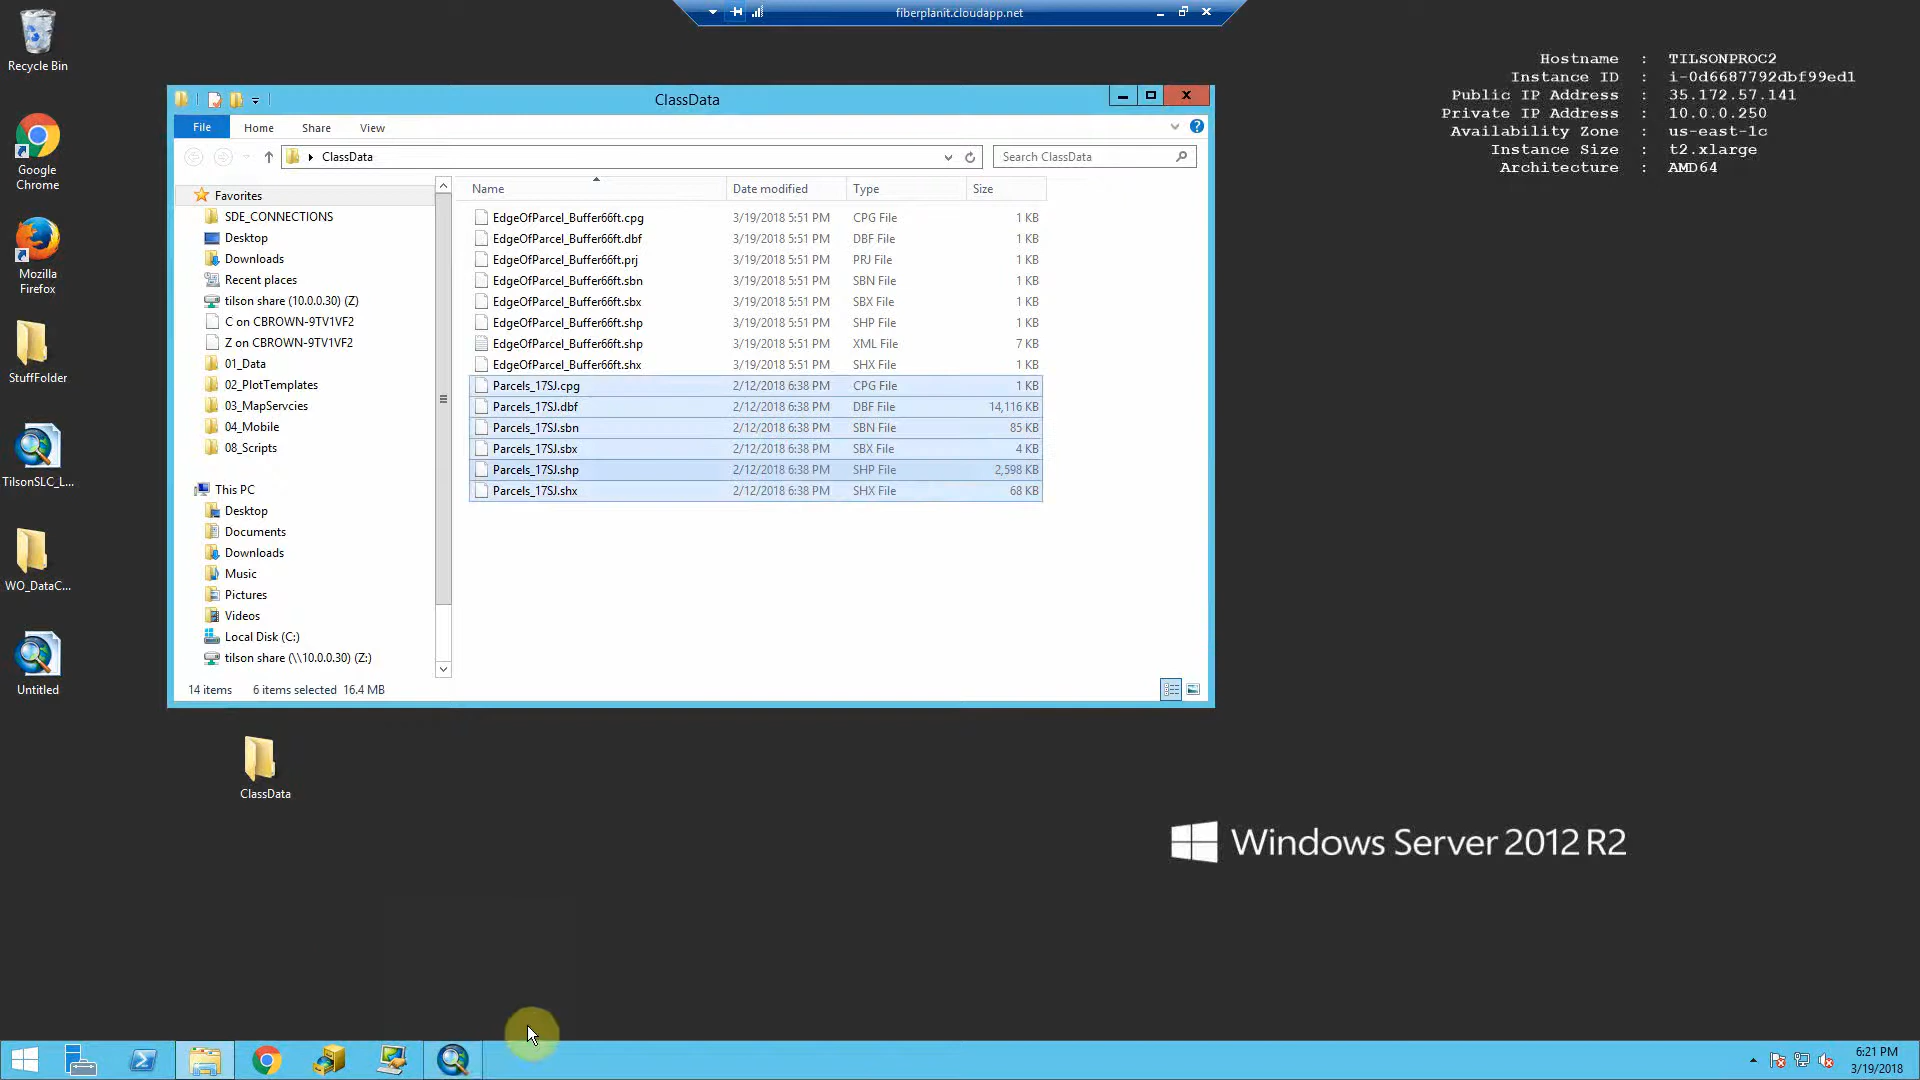 fiberplanit.cloudapp.net
Recycle Bin
Google Chrome
Mozilla Firefox
StuffFolder
TilsonSLC_L...
WO_DataC...
Untitled
Hostname : TILSONPROC2
Instance ID : i-0d6687792dbf99ed1
Public IP Address : 35.172.57.141
Private IP Address : 10.0.0.250
Availability Zone : us-east-1c
Instance Size : t2.xlarge
Architecture : AMD64
ClassData
File Home Share View
ClassData
Search ClassData
Favorites
SDE_CONNECTIONS
Desktop
Downloads
Recent places
tilson share (10.0.0.30) (Z)
C on CBROWN-9TV1VF2
Z on CBROWN-9TV1VF2
01_Data
02_PlotTemplates
03_MapServcies
04_Mobile
08_Scripts
This PC
Desktop
Documents
Downloads
Music
Pictures
Videos
Local Disk (C:)
tilson share (\\10.0.0.30) (Z:)
Name Date modified Type Size
EdgeOfParcel_Buffer66ft.cpg 3/19/2018 5:51 PM CPG File 1 KB
EdgeOfParcel_Buffer66ft.dbf 3/19/2018 5:51 PM DBF File 1 KB
EdgeOfParcel_Buffer66ft.prj 3/19/2018 5:51 PM PRJ File 1 KB
EdgeOfParcel_Buffer66ft.sbn 3/19/2018 5:51 PM SBN File 1 KB
EdgeOfParcel_Buffer66ft.sbx 3/19/2018 5:51 PM SBX File 1 KB
EdgeOfParcel_Buffer66ft.shp 3/19/2018 5:51 PM SHP File 1 KB
EdgeOfParcel_Buffer66ft.shp 3/19/2018 5:51 PM XML File 7 KB
EdgeOfParcel_Buffer66ft.shx 3/19/2018 5:51 PM SHX File 1 KB
Parcels_17SJ.cpg 2/12/2018 6:38 PM CPG File 1 KB
Parcels_17SJ.dbf 2/12/2018 6:38 PM DBF File 14,116 KB
Parcels_17SJ.sbn 2/12/2018 6:38 PM SBN File 85 KB
Parcels_17SJ.sbx 2/12/2018 6:38 PM SBX File 4 KB
Parcels_17SJ.shp 2/12/2018 6:38 PM SHP File 2,598 KB
Parcels_17SJ.shx 2/12/2018 6:38 PM SHX File 68 KB
14 items 6 items selected 16.4 MB
ClassData
Windows Server 2012 R2
6:21 PM
3/19/2018